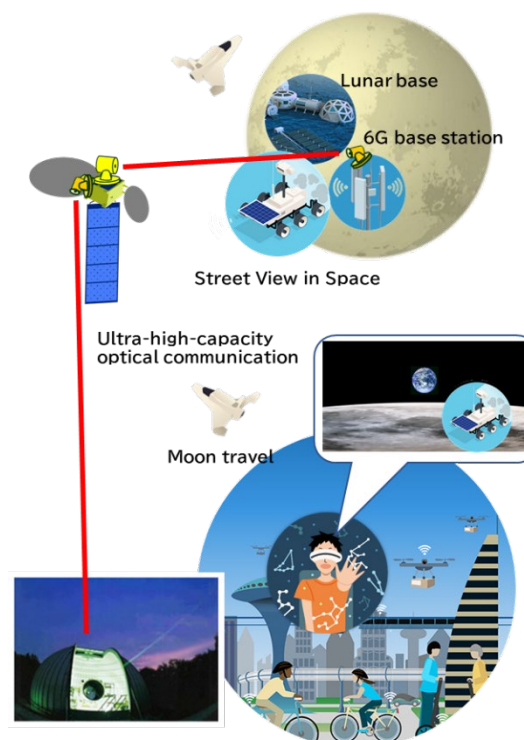 Lunar base
6G base station
Street View in Space
Ultra-high-capacity
optical communication
Moon travel